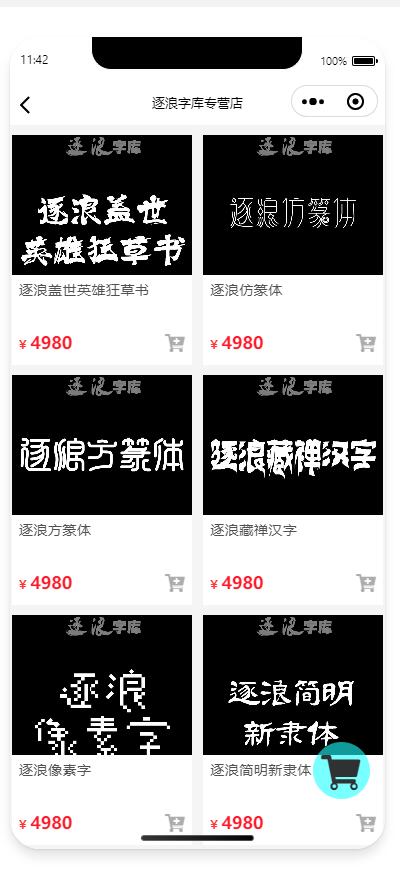 11:42
100%
逐浪字库专营店
逐浪字库
逐浪盖世
英雄狂草书
逐浪盖世英雄狂草书
¥ 4980
逐浪字库
逐浪仿篆体
逐浪仿篆体
¥ 4980
逐浪字库
逐浪方篆体
逐浪方篆体
¥ 4980
逐浪字库
逐浪藏禅汉字
逐浪藏禅汉字
¥ 4980
逐浪字库
逐浪
像素字
逐浪像素字
¥ 4980
逐浪字库
逐浪简明
新隶体
逐浪简明新隶体
¥ 4980